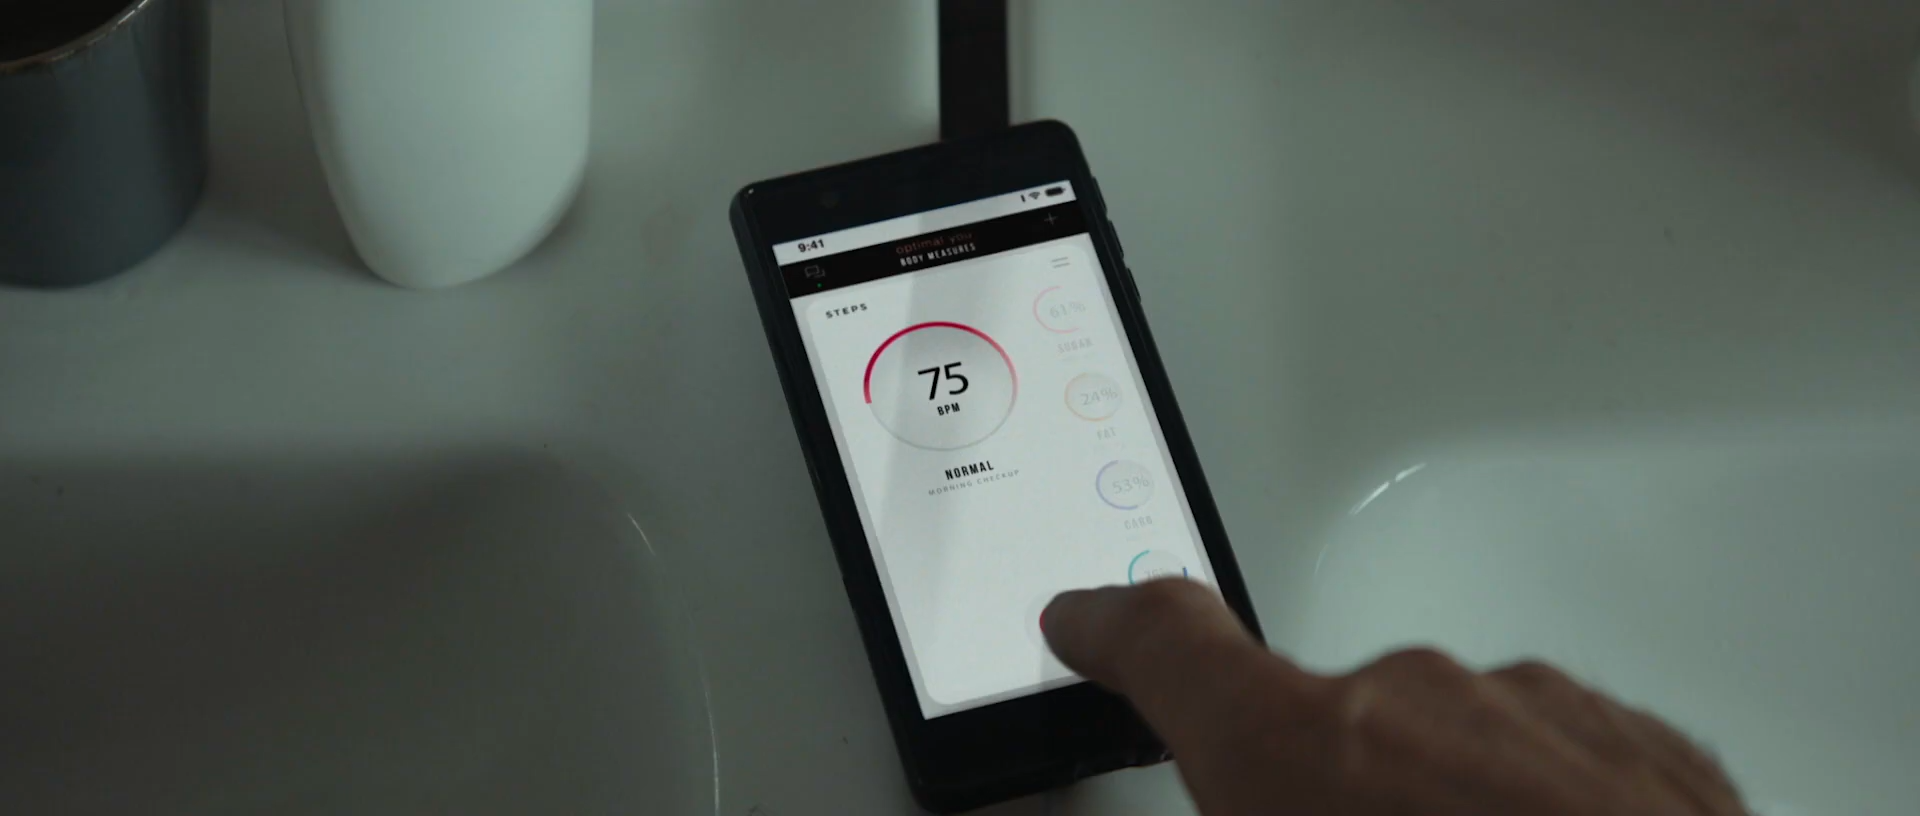 9:41
optimal you
BODY MEASURES
STEPS
75
BPM
NORMAL
MORNING CHECKUP
61%
SUGAR
24%
FAT
53%
CARB